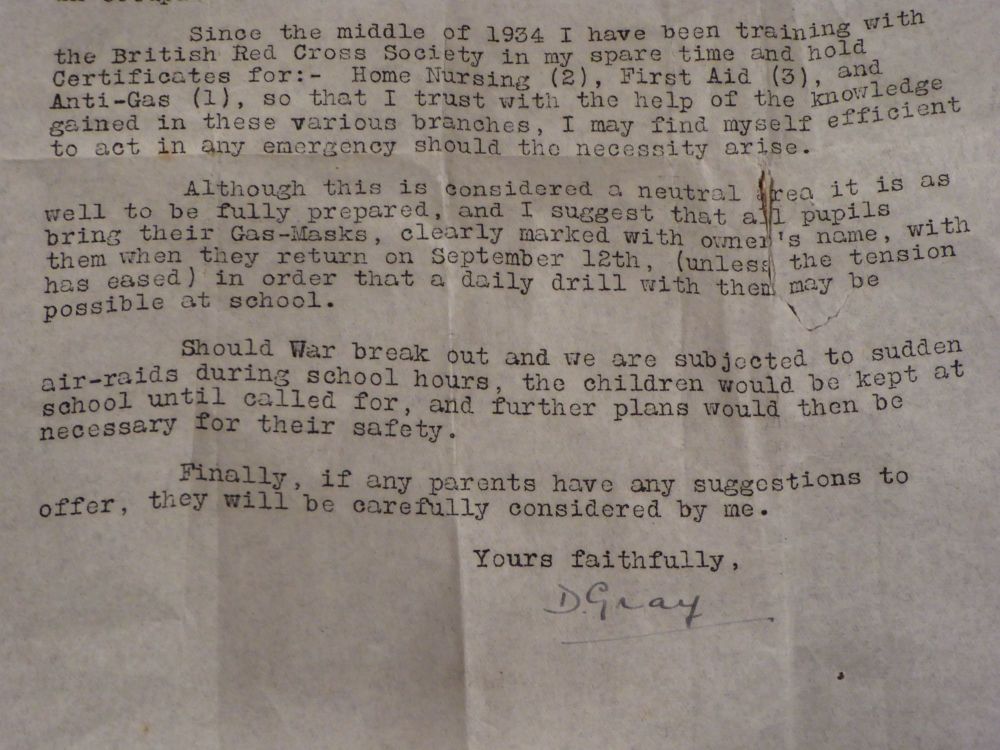 Since the middle of 1934 I have been training with
the British Red Cross Society in my spare time and hold
Certificates for:- Home Nursing (2), First Aid (3), and
Anti-Gas (1), so that I trust with the help of the knowledge
gained in these various branches, I may find myself efficient
to act in any emergency should the necessity arise.
Although this is considered a neutral area it is as
well to be fully prepared, and I suggest that all pupils
bring their Gas-Masks, clearly marked with owner's name, with
them when they return on September 12th, (unless the tension
has eased) in order that a daily drill with them may be
possible at school.
Should War break out and we are subjected to sudden
air-raids during school hours, the children would be kept at
school until called for, and further plans would then be
necessary for their safety.
Finally, if any parents have any suggestions to
offer, they will be carefully considered by me.
Yours faithfully,
D. Gray